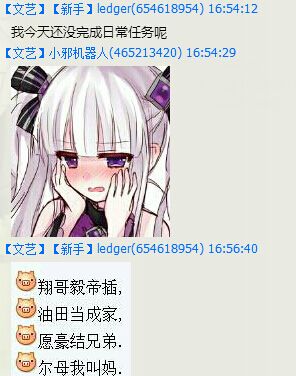 【文艺】【新手】ledger(654618954) 16:54:12
我今天还没完成日常任务呢
【文艺】小邪机器人(465213420) 16:54:29
【文艺】【新手】ledger(654618954) 16:56:40
翔哥毅帝插,
油田当成家,
愿豪结兄弟.
尔母我叫妈.